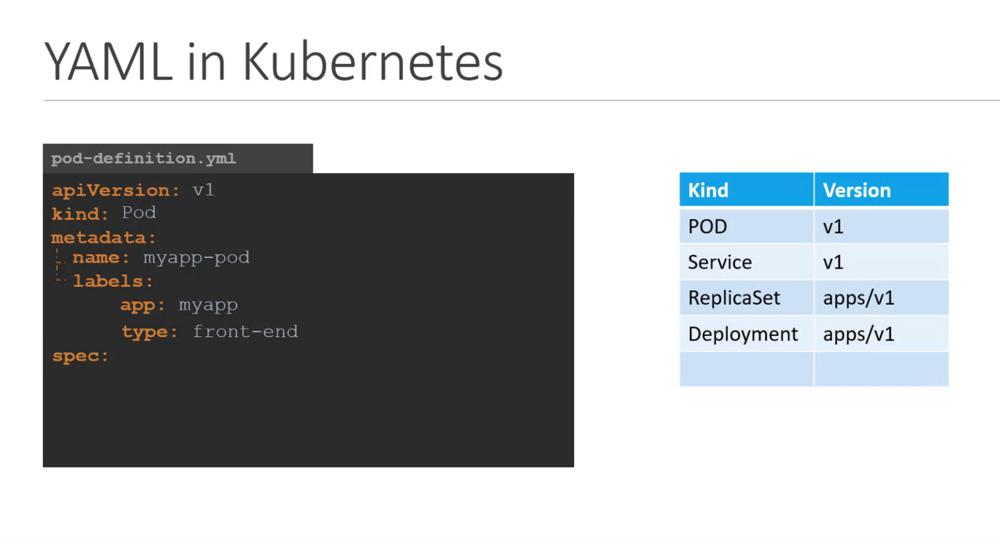 YAML in Kubernetes
pod-definition.yml
apiVersion: v1
kind: Pod
metadata:
name: myapp-pod
labels:
app: myapp
type: front-end
spec:
Kind Version
POD v1
Service v1
ReplicaSet apps/v1
Deployment apps/v1